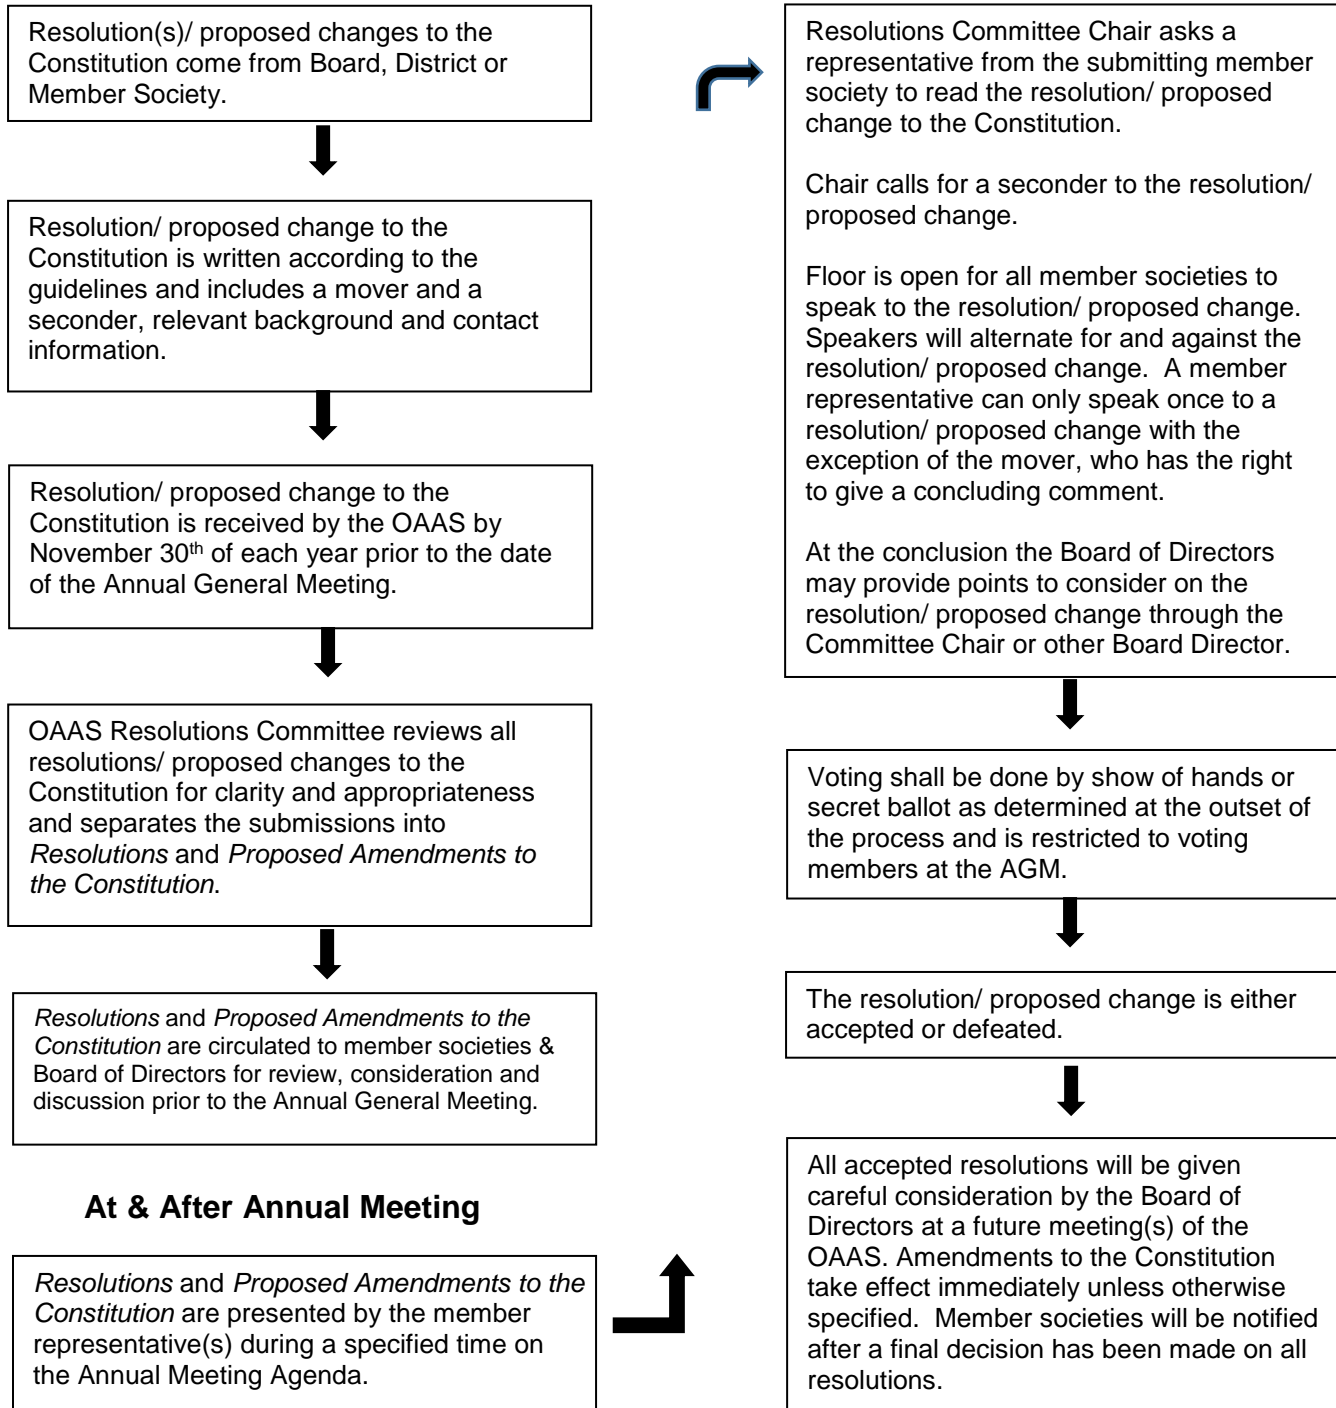 Resolution(s)/ proposed changes to the
Constitution come from Board, District or
Member Society.
Resolution/ proposed change to the
Constitution is written according to the
guidelines and includes a mover and a
seconder, relevant background and contact
information.
Resolution/ proposed change to the
Constitution is received by the OAAS by
November 30th of each year prior to the date
of the Annual General Meeting.
OAAS Resolutions Committee reviews all
resolutions/ proposed changes to the
Constitution for clarity and appropriateness
and separates the submissions into
Resolutions and Proposed Amendments to
the Constitution.
Resolutions and Proposed Amendments to the
Constitution are circulated to member societies &
Board of Directors for review, consideration and
discussion prior to the Annual General Meeting.
At & After Annual Meeting
Resolutions and Proposed Amendments to the
Constitution are presented by the member
representative(s) during a specified time on
the Annual Meeting Agenda.
Resolutions Committee Chair asks a
representative from the submitting member
society to read the resolution/ proposed
change to the Constitution.
Chair calls for a seconder to the resolution/
proposed change.
Floor is open for all member societies to
speak to the resolution/ proposed change.
Speakers will alternate for and against the
resolution/ proposed change.  A member
representative can only speak once to a
resolution/ proposed change with the
exception of the mover, who has the right
to give a concluding comment.
At the conclusion the Board of Directors
may provide points to consider on the
resolution/ proposed change through the
Committee Chair or other Board Director.
Voting shall be done by show of hands or
secret ballot as determined at the outset of
the process and is restricted to voting
members at the AGM.
The resolution/ proposed change is either
accepted or defeated.
All accepted resolutions will be given
careful consideration by the Board of
Directors at a future meeting(s) of the
OAAS. Amendments to the Constitution
take effect immediately unless otherwise
specified.  Member societies will be notified
after a final decision has been made on all
resolutions.